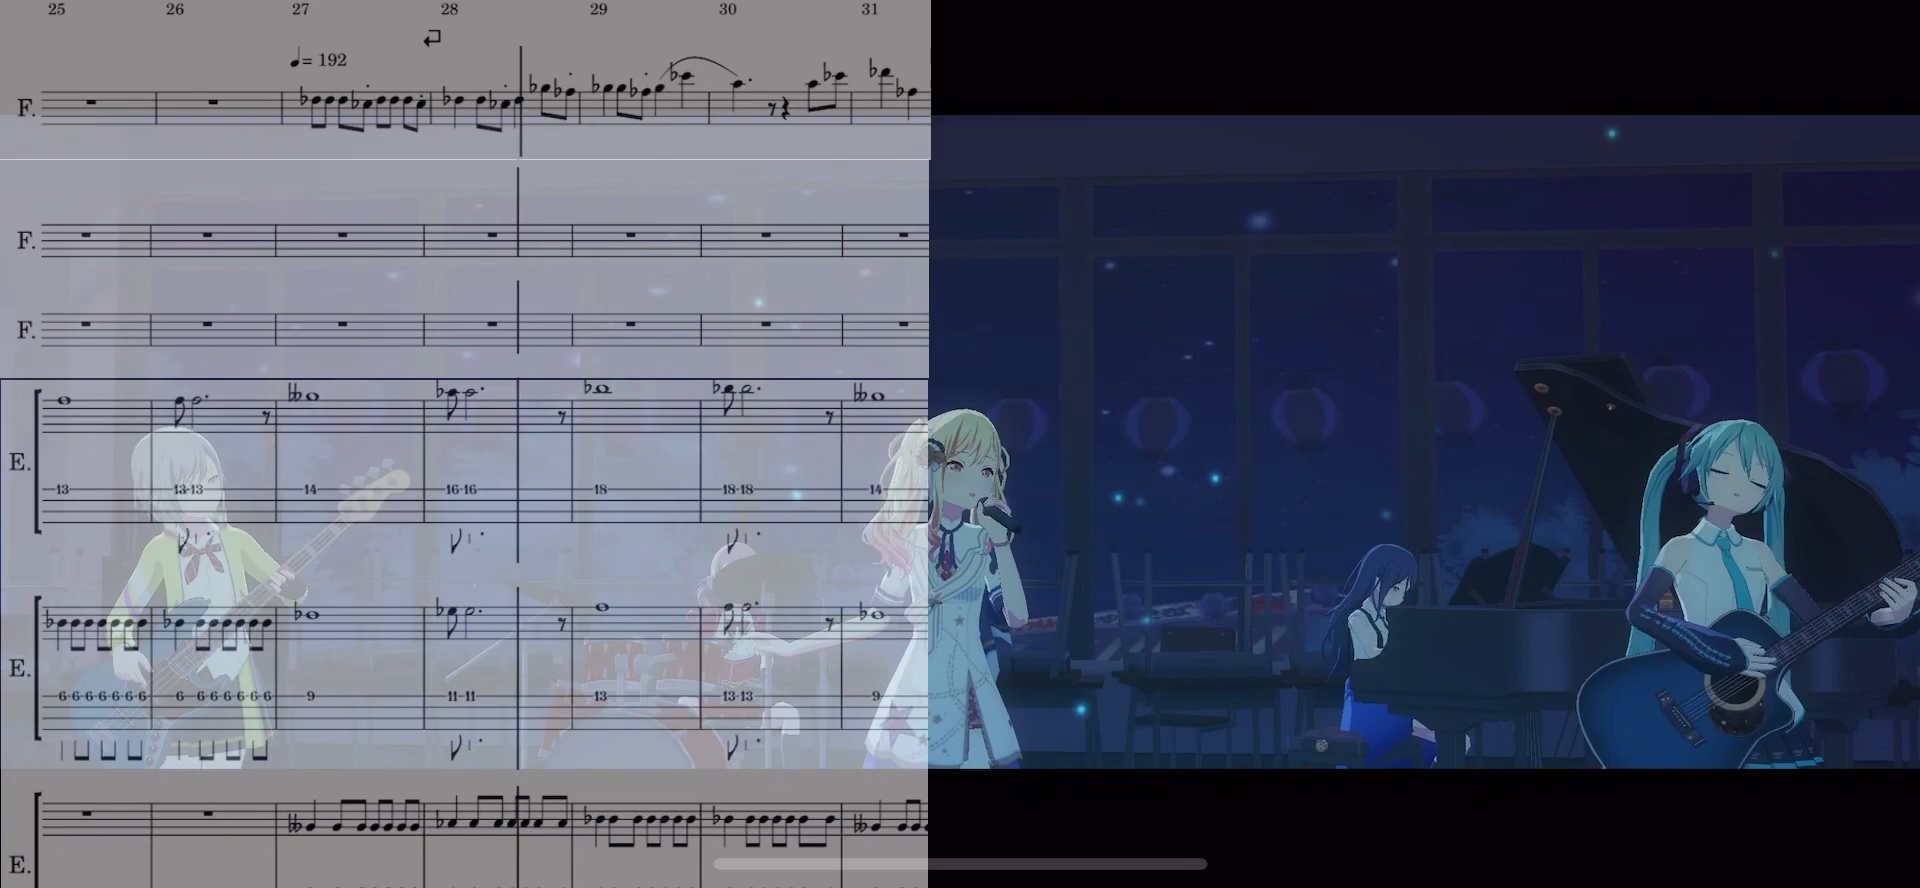 25 26 27 28 29 30 31
= 192
F.
F.
F.
E.
13 13-13 14 16-16 18 18-18 14
E.
6-6-6-6-6-6-6 6 6-6-6-6-6-6 9 11-11 13 13-13 9
E.